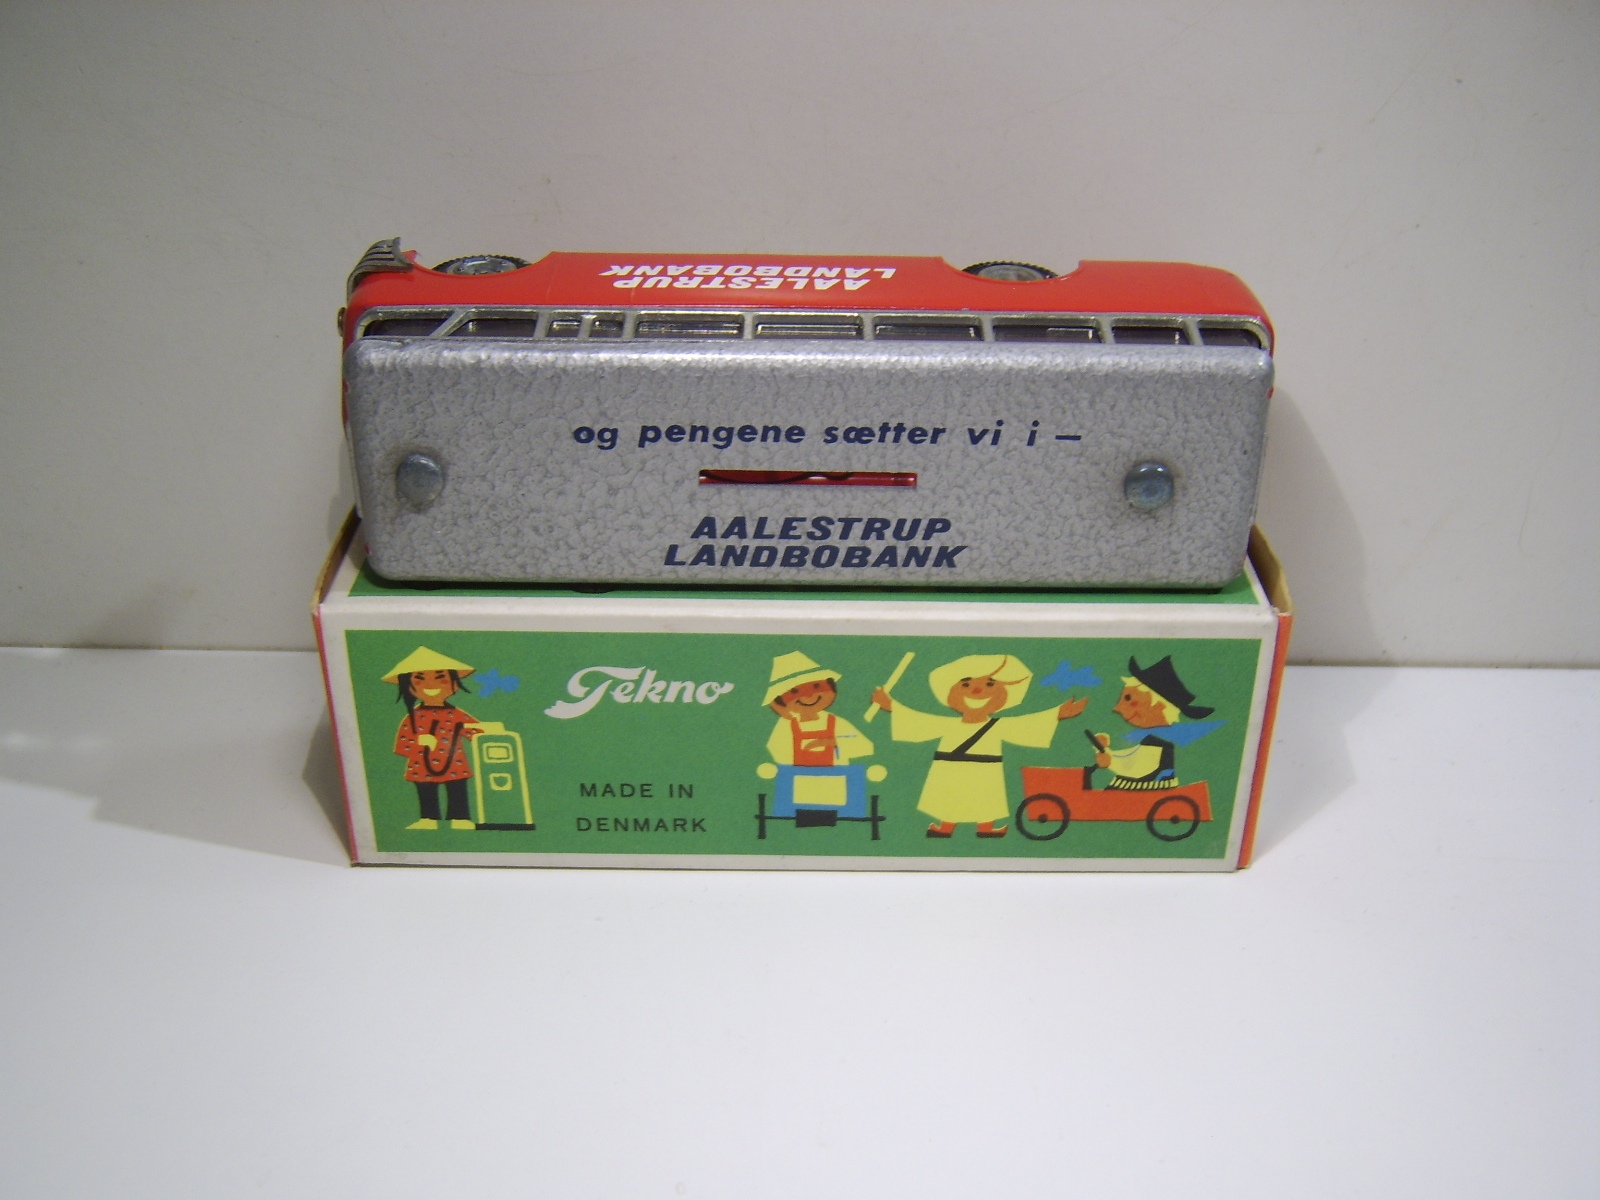 AALESTRUP
LANDBOBANK
og pengene sætter vi i –
AALESTRUP
LANDBOBANK
Tekno
MADE IN
DENMARK